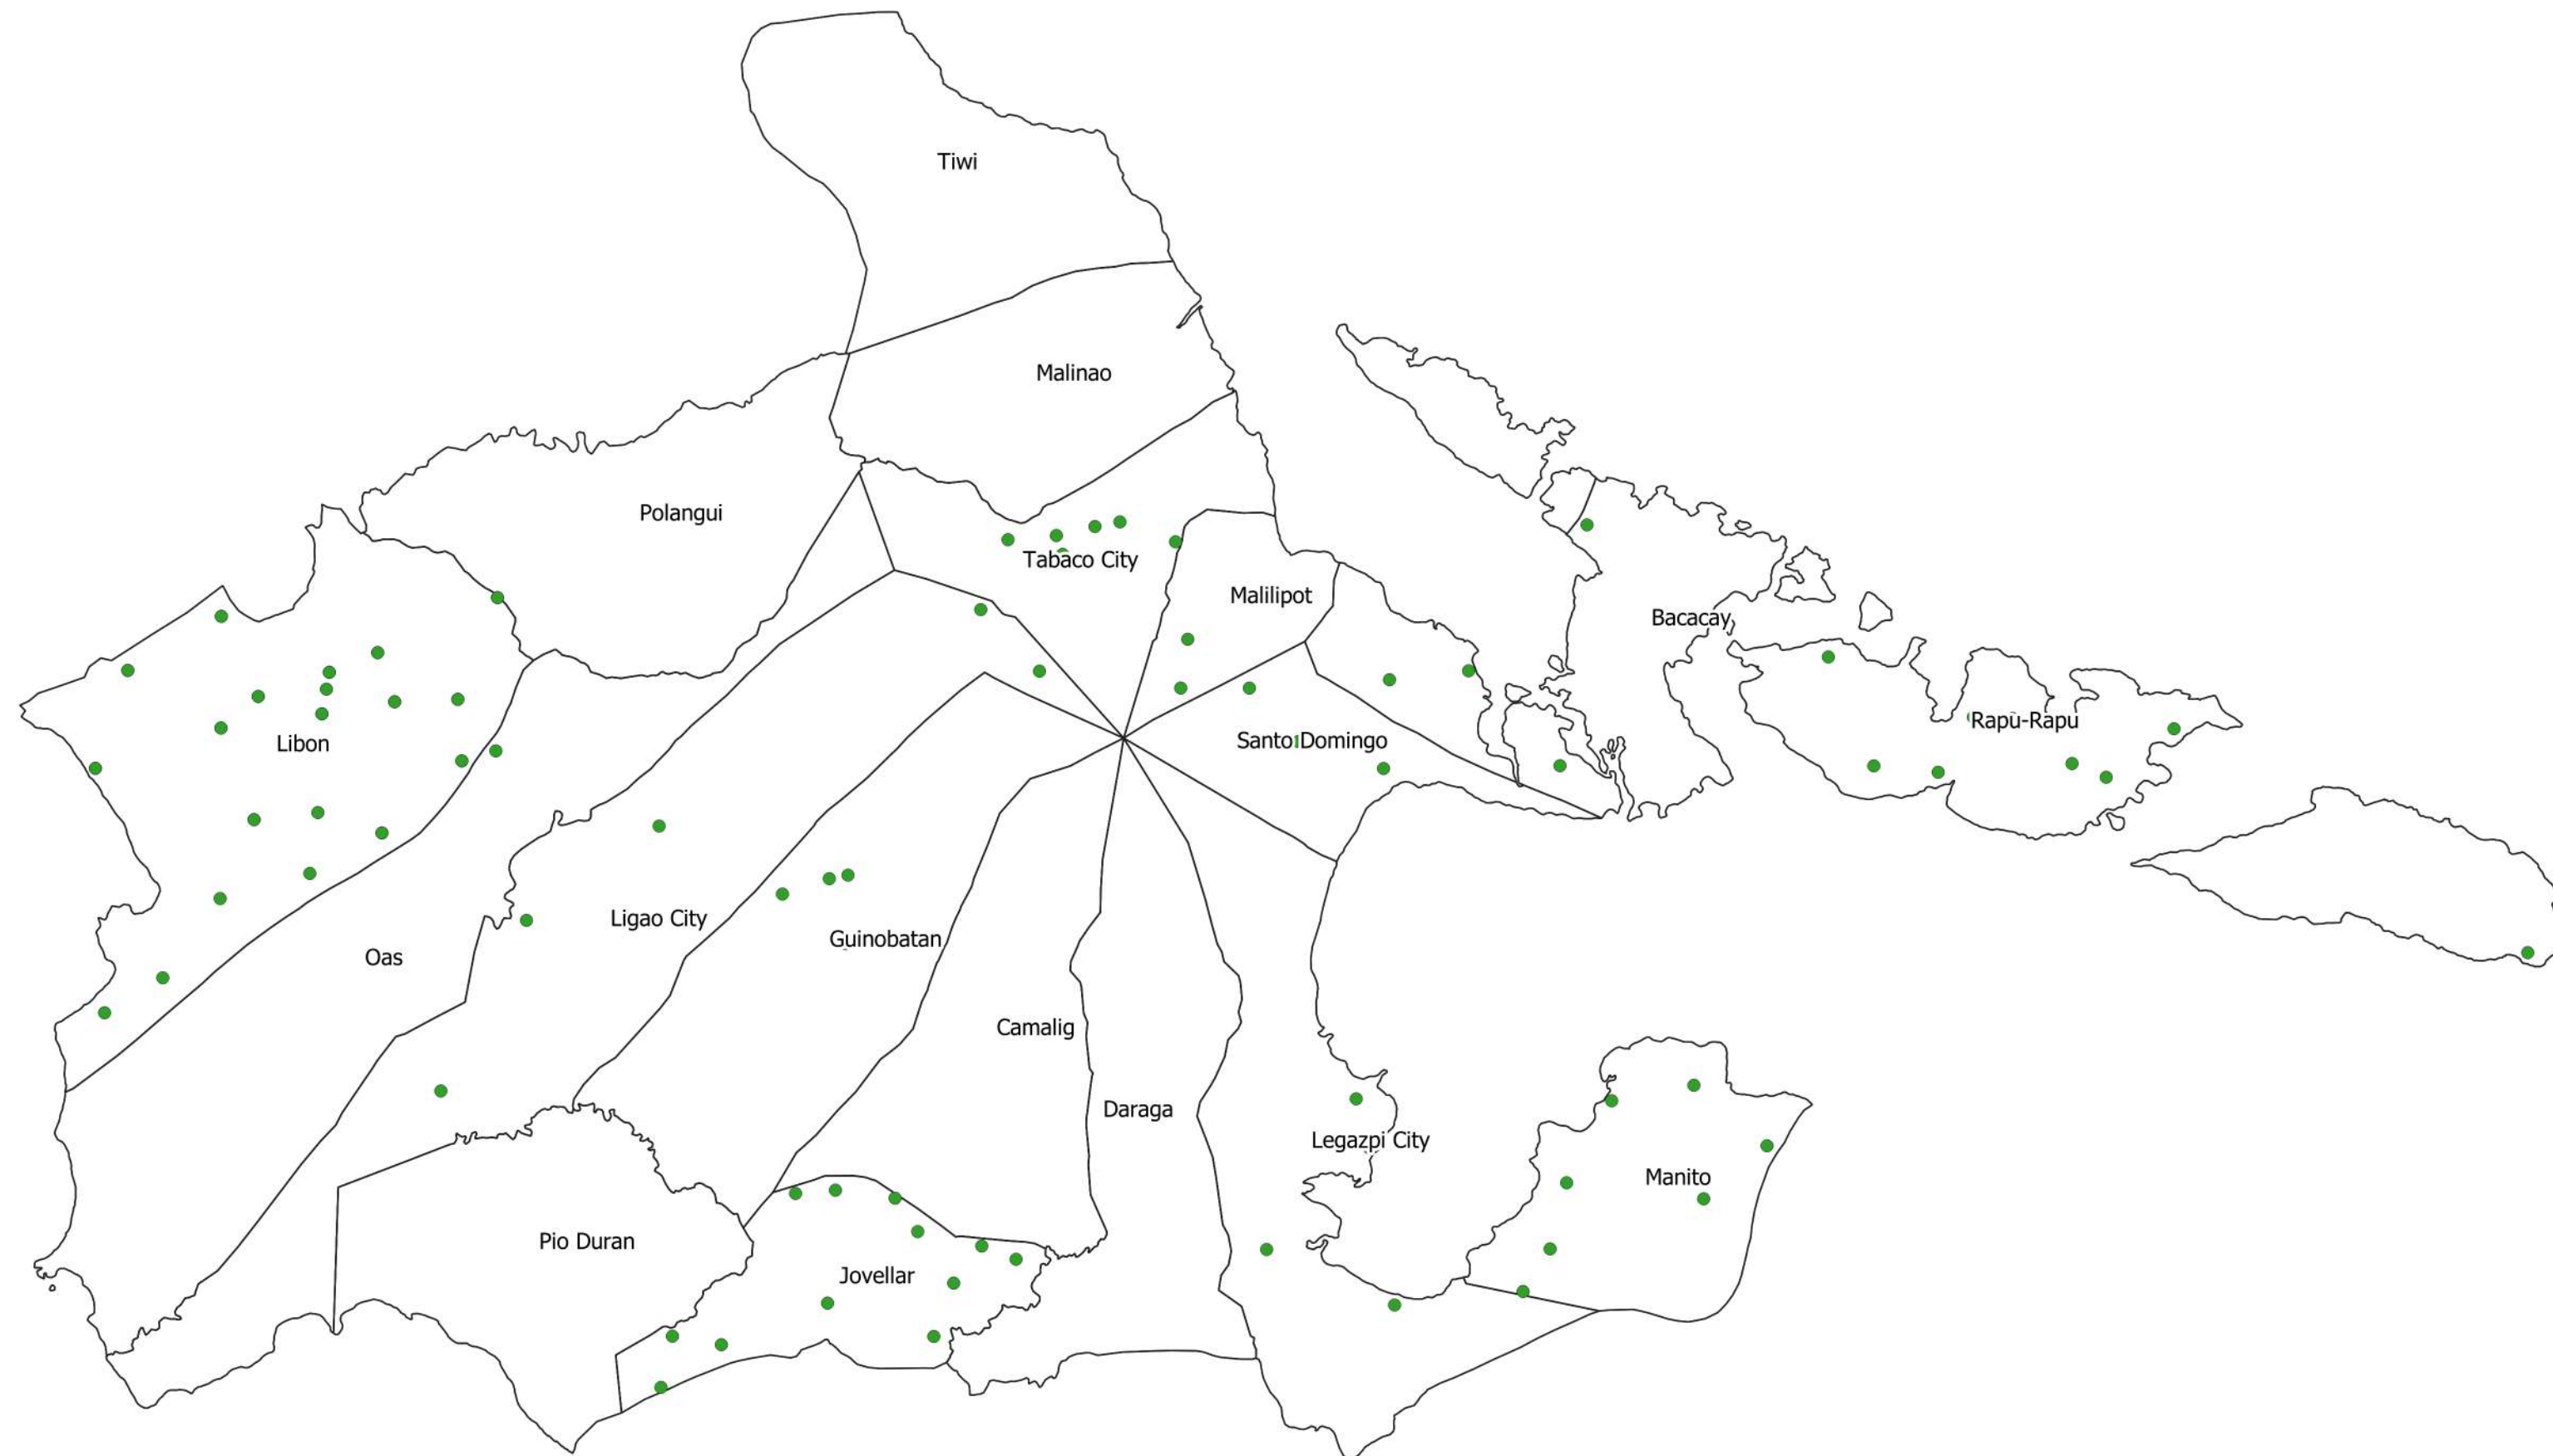 Tiwi
Malinao
Polangui
Tabaco City
Malilipot
Bacacay
Rapu-Rapu
Libon
Santo Domingo
Ligao City
Guinobatan
Oas
Camalig
Daraga
Legazpi City
Manito
Pio Duran
Jovellar